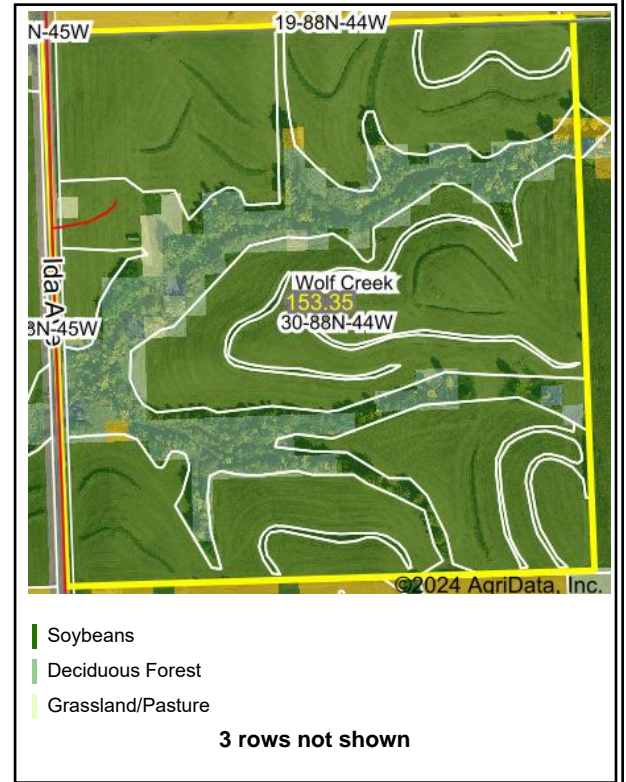 N-45W
19-88N-44W
Ida Ave
Wolf Creek
153.35
30-88N-44W
8N-45W
©2024 AgriData, Inc.
Soybeans
Deciduous Forest
Grassland/Pasture
3 rows not shown